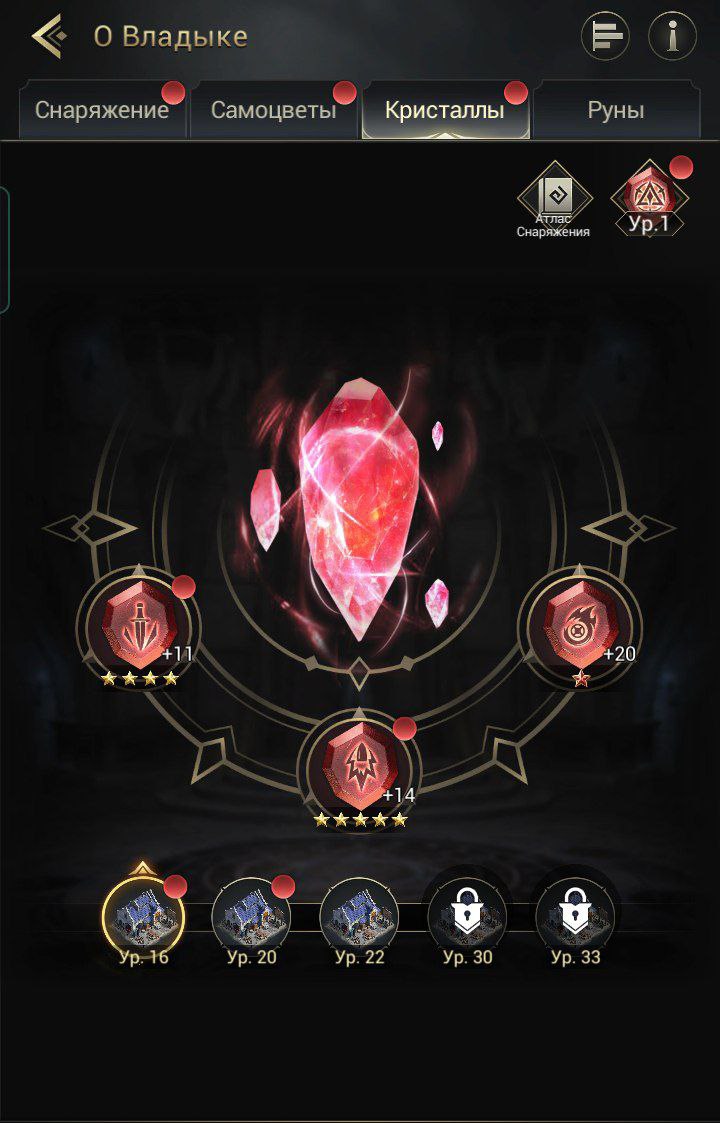 О Владыке
Снаряжение Самоцветы Кристаллы Руны
Атлас
Снаряжения
Ур.1
+11
+20
+14
Ур. 16 Ур. 20 Ур. 22 Ур. 30 Ур. 33